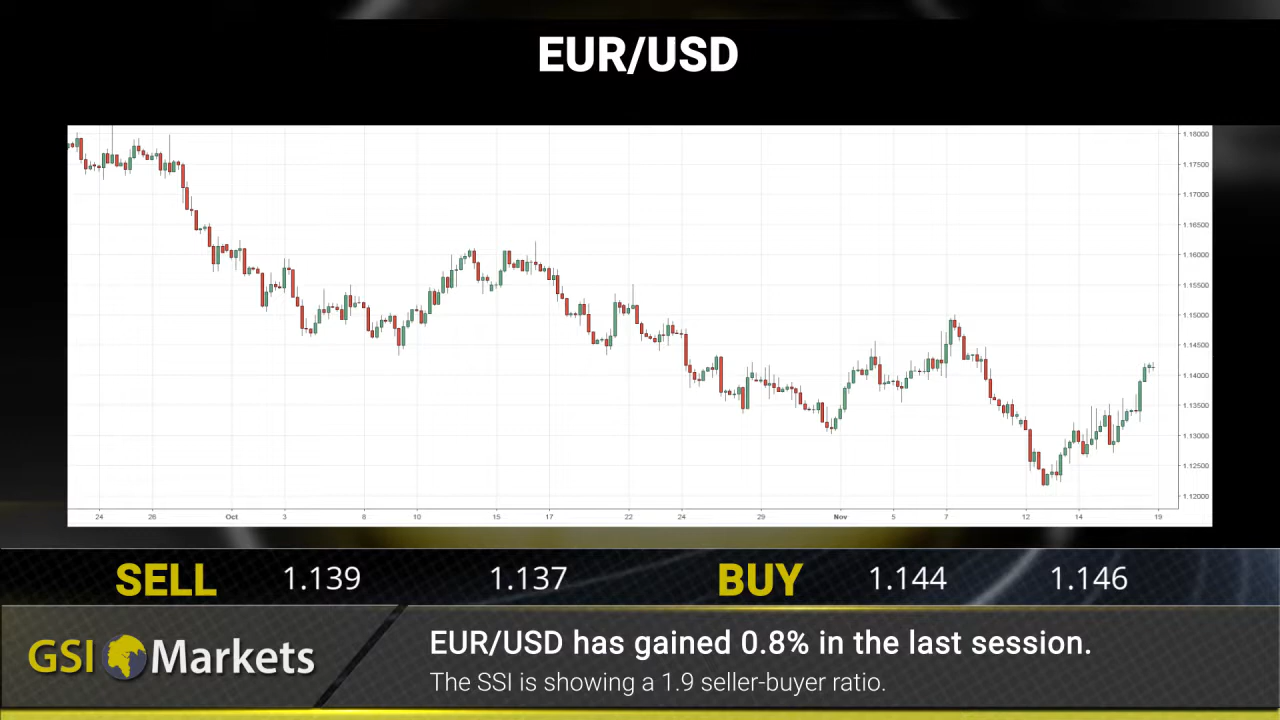 EUR/USD
1.18000
1.17500
1.17000
1.16500
1.16000
1.15500
1.15000
1.14500
1.14000
1.13500
1.13000
1.12500
1.12000
24 26 Oct 3 8 10 15 17 22 24 29 Nov 5 7 12 14 19
SELL 1.139 1.137 BUY 1.144 1.146
GSI Markets
EUR/USD has gained 0.8% in the last session.
The SSI is showing a 1.9 seller-buyer ratio.